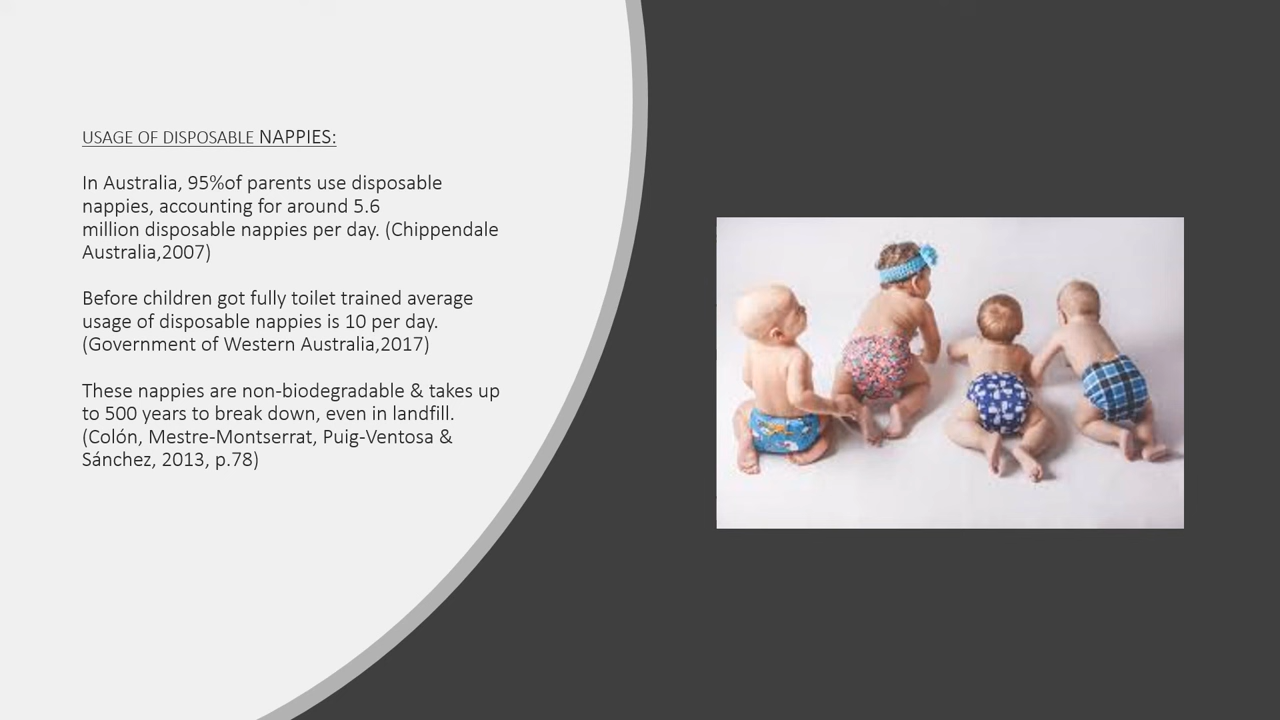 USAGE OF DISPOSABLE NAPPIES:
In Australia, 95%of parents use disposable
nappies, accounting for around 5.6
million disposable nappies per day. (Chippendale
Australia,2007)
Before children got fully toilet trained average
usage of disposable nappies is 10 per day.
(Government of Western Australia,2017)
These nappies are non-biodegradable & takes up
to 500 years to break down, even in landfill.
(Colón, Mestre-Montserrat, Puig-Ventosa &
Sánchez, 2013, p.78)